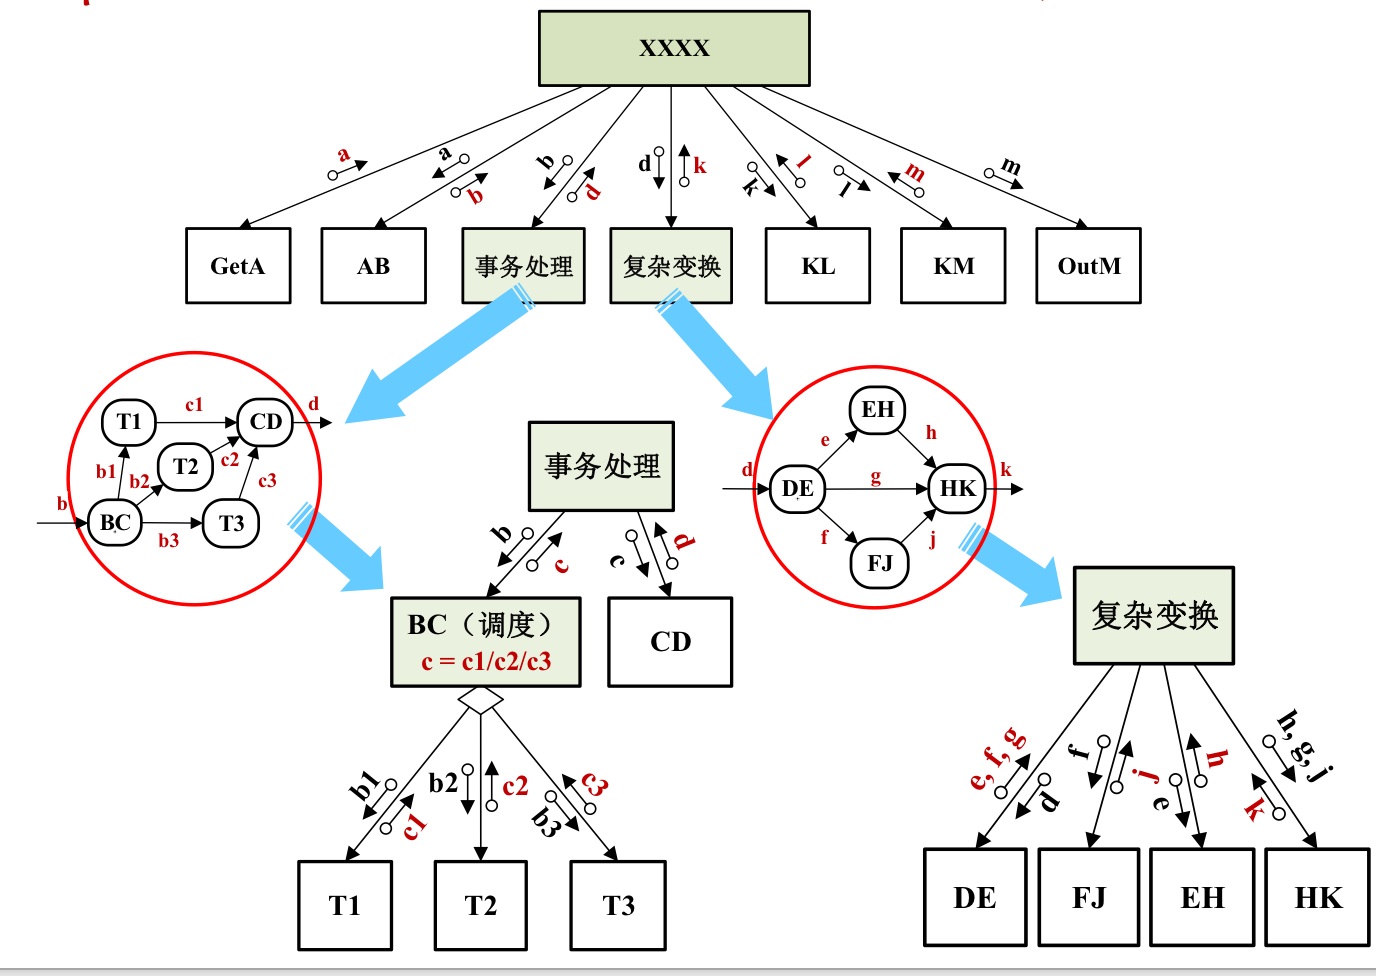 XXXX
a
a
b
b
d
d
k
k
l
l
m
m
GetA
AB
事务处理
复杂变换
KL
KM
OutM
T1
c1
CD
d
b1
b2
T2
c2
c3
b
BC
b3
T3
事务处理
b
c
c
d
BC（调度）
c = c1/c2/c3
CD
b1
c1
b2
c2
b3
c3
T1
T2
T3
EH
e
h
d
DE
g
HK
k
f
j
FJ
复杂变换
e, f, g
d
f
j
e
h
h, g, j
k
DE
FJ
EH
HK